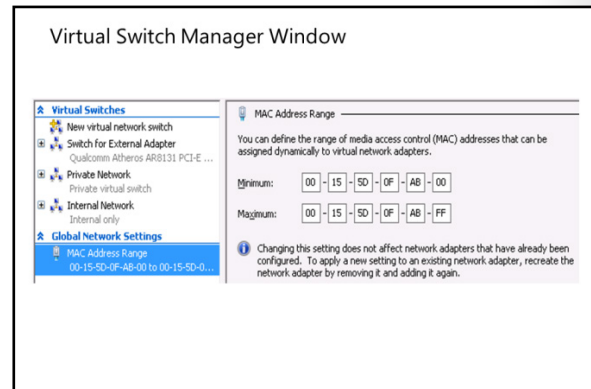 Virtual Switch Manager Window
Virtual Switches
New virtual network switch
Switch for External Adapter
Qualcomm Atheros AR8131 PCI-E ...
Private Network
Private virtual switch
Internal Network
Internal only
Global Network Settings
MAC Address Range
00-15-5D-0F-AB-00 to 00-15-5D-0...
MAC Address Range
You can define the range of media access control (MAC) addresses that can be
assigned dynamically to virtual network adapters.
Minimum: 00 - 15 - 5D - 0F - AB - 00
Maximum: 00 - 15 - 5D - 0F - AB - FF
Changing this setting does not affect network adapters that have already been
configured. To apply a new setting to an existing network adapter, recreate the
network adapter by removing it and adding it again.